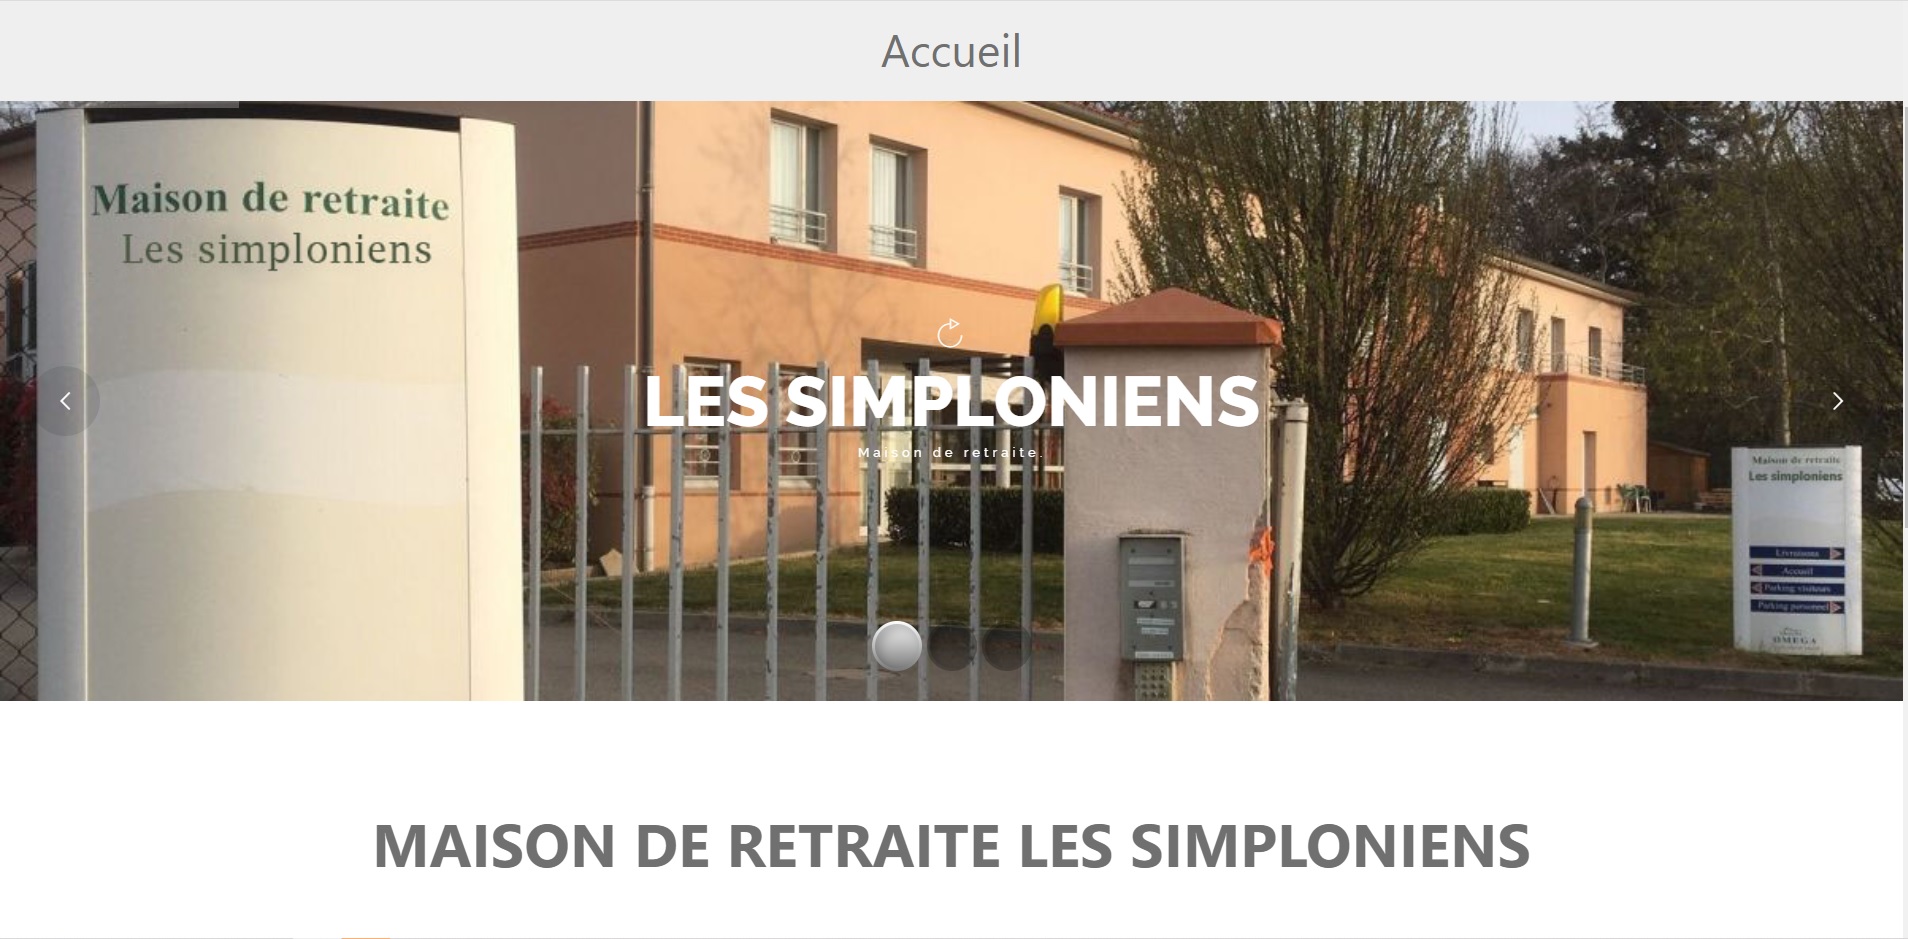 Accueil
Maison de retraite
Les simploniens
LES SIMPLONIENS
Maison de retraite.
Maison de retraite
Les simploniens
Livraisons
Accueil
Parking visiteurs
Parking personnel
OMEGA
MAISON DE RETRAITE LES SIMPLONIENS